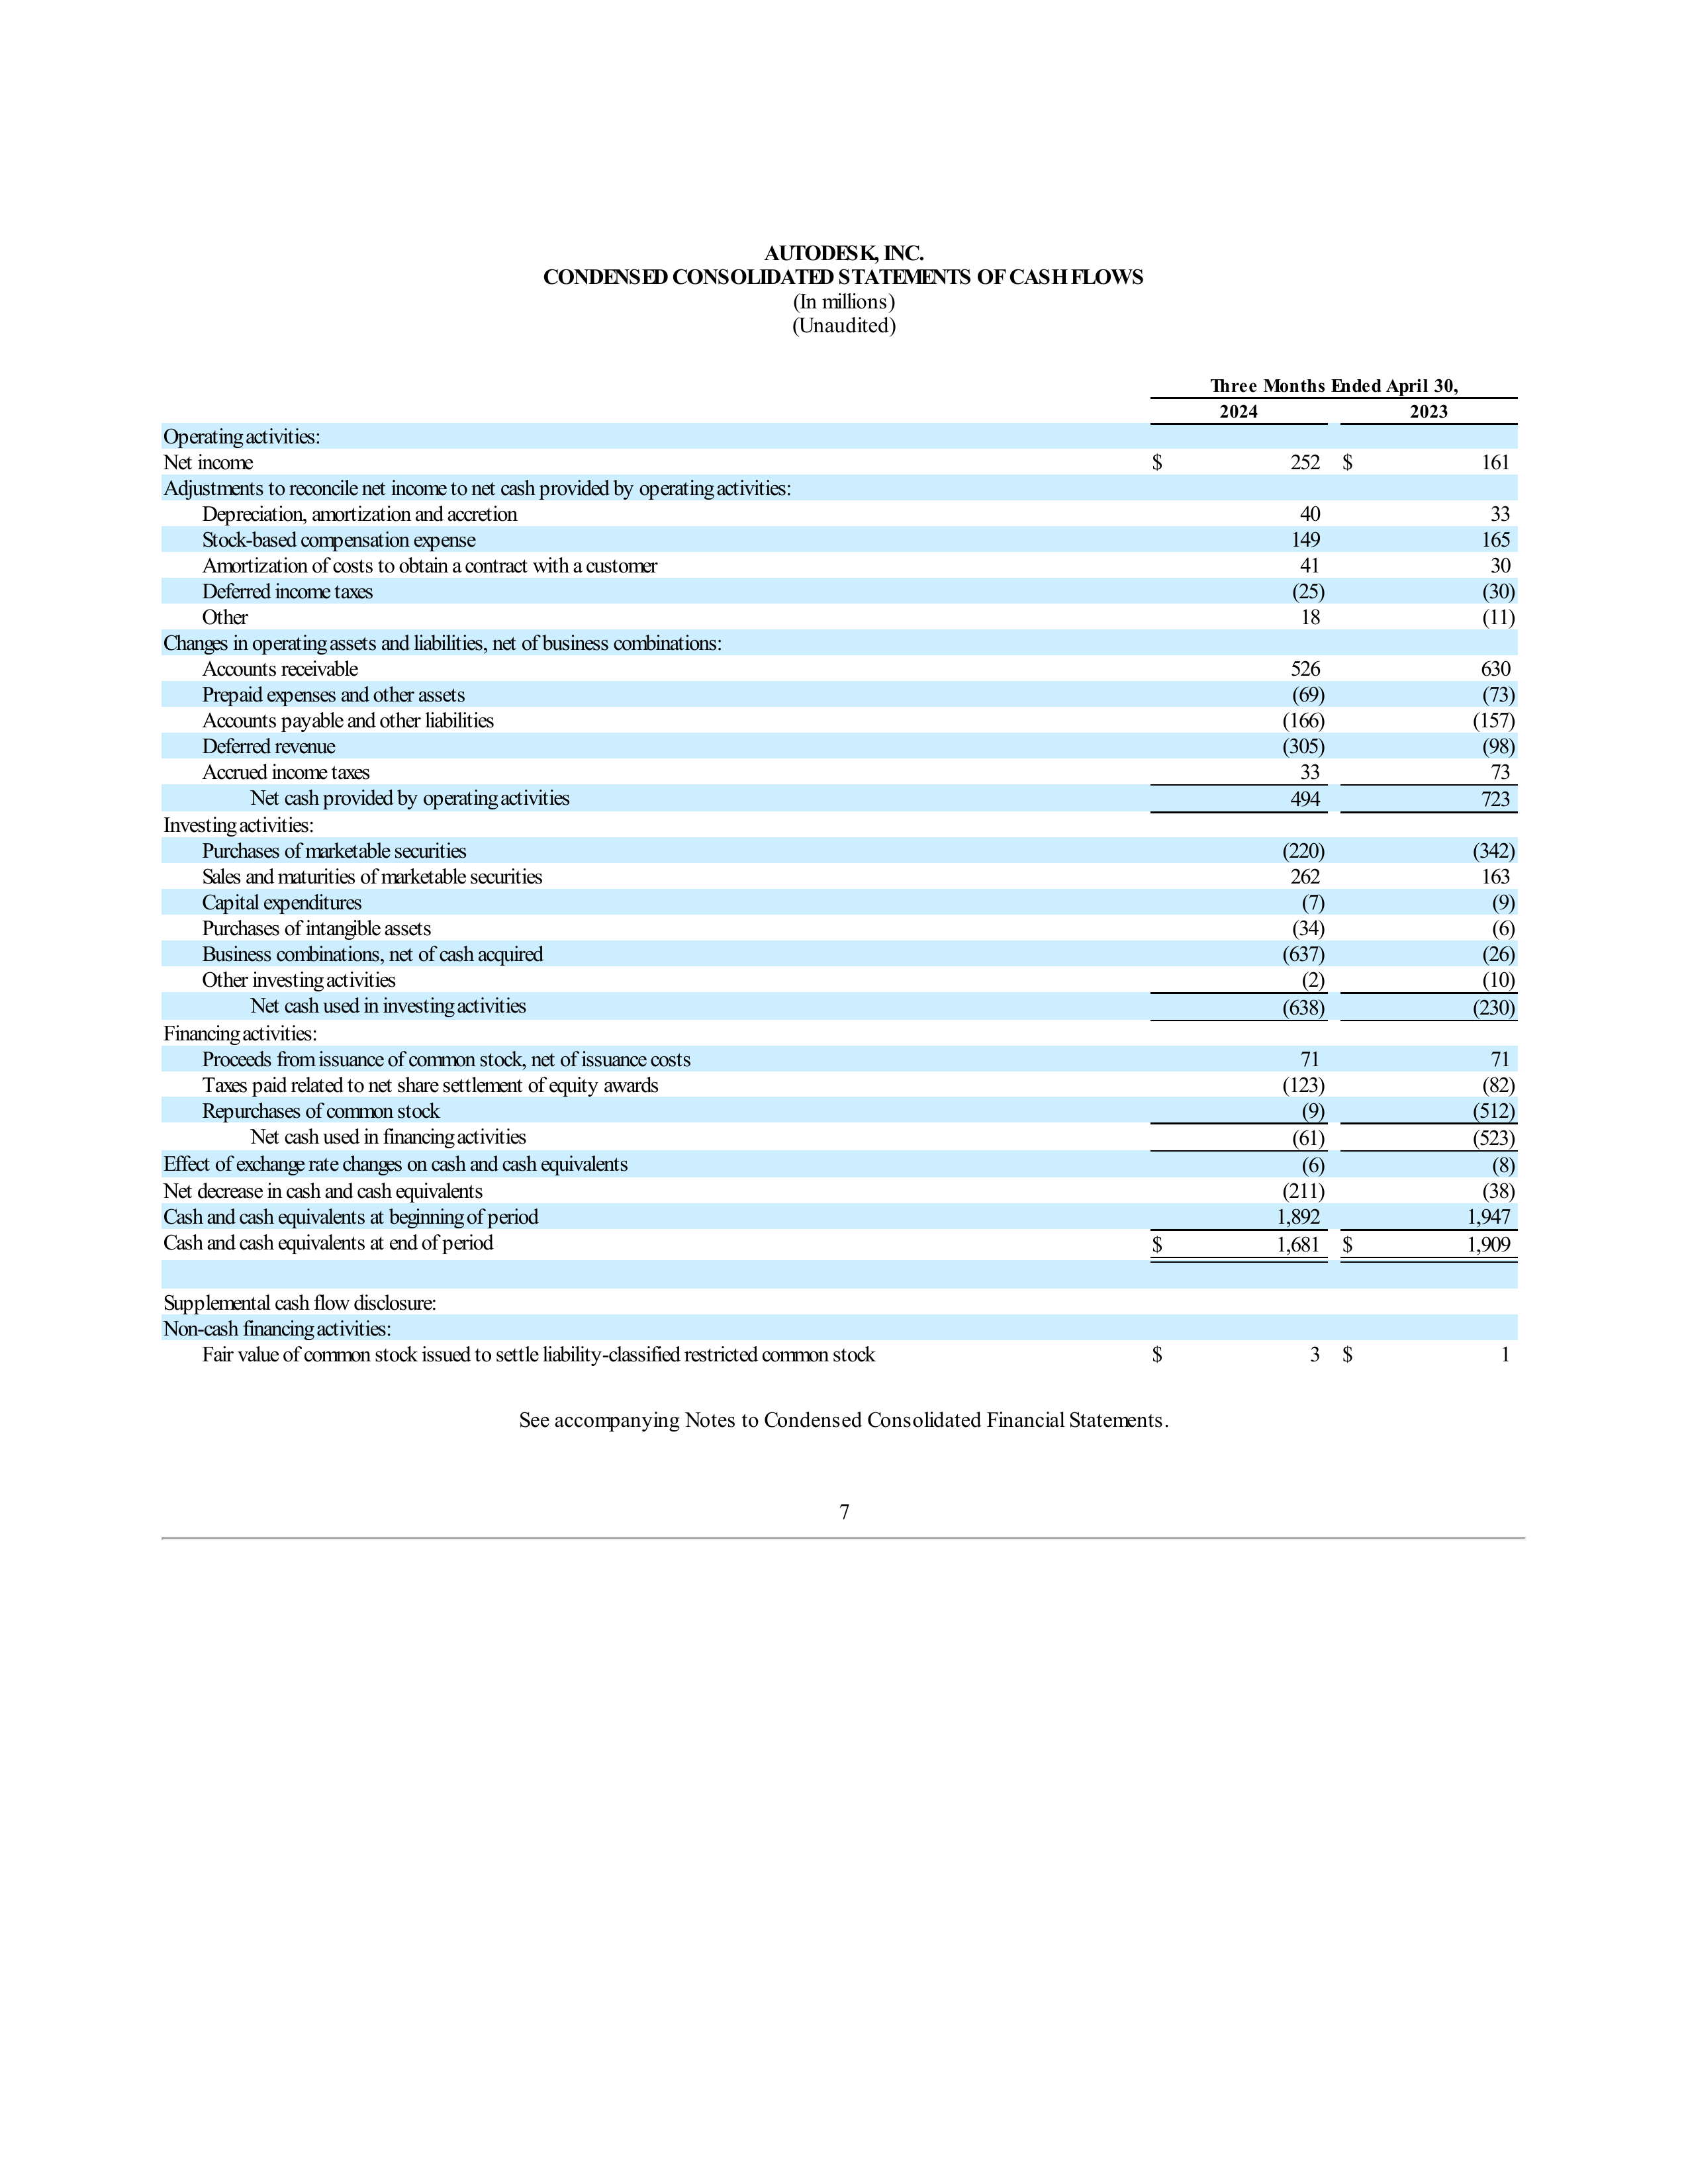 AUTODESK, INC.
CONDENSED CONSOLIDATED STATEMENTS OF CASH FLOWS
(In millions)
(Unaudited)
Three Months Ended April 30,
2024 2023
Operating activities:
Net income $ 252 $ 161
Adjustments to reconcile net income to net cash provided by operating activities:
Depreciation, amortization and accretion 40 33
Stock-based compensation expense 149 165
Amortization of costs to obtain a contract with a customer 41 30
Deferred income taxes (25) (30)
Other 18 (11)
Changes in operating assets and liabilities, net of business combinations:
Accounts receivable 526 630
Prepaid expenses and other assets (69) (73)
Accounts payable and other liabilities (166) (157)
Deferred revenue (305) (98)
Accrued income taxes 33 73
Net cash provided by operating activities 494 723
Investing activities:
Purchases of marketable securities (220) (342)
Sales and maturities of marketable securities 262 163
Capital expenditures (7) (9)
Purchases of intangible assets (34) (6)
Business combinations, net of cash acquired (637) (26)
Other investing activities (2) (10)
Net cash used in investing activities (638) (230)
Financing activities:
Proceeds from issuance of common stock, net of issuance costs 71 71
Taxes paid related to net share settlement of equity awards (123) (82)
Repurchases of common stock (9) (512)
Net cash used in financing activities (61) (523)
Effect of exchange rate changes on cash and cash equivalents (6) (8)
Net decrease in cash and cash equivalents (211) (38)
Cash and cash equivalents at beginning of period 1,892 1,947
Cash and cash equivalents at end of period $ 1,681 $ 1,909
Supplemental cash flow disclosure:
Non-cash financing activities:
Fair value of common stock issued to settle liability-classified restricted common stock $ 3 $ 1
See accompanying Notes to Condensed Consolidated Financial Statements.
7